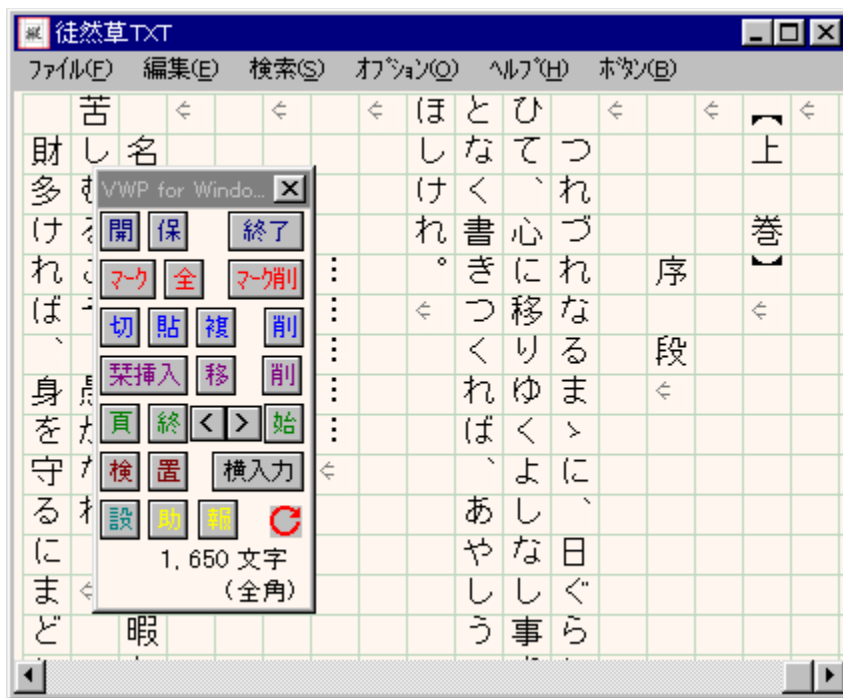 徒然草TXT
ﾌｧｲﾙ(F) 編集(E) 検索(S) ｵﾌﾟｼｮﾝ(O) ﾍﾙﾌﾟ(H) ﾎﾞﾀﾝ(B)
【上 巻】
序 段
つれづれなるまゝに、日ぐら
ひて、心に移りゆくよしなし事
となく書きつくれば、あやしう
ほしけれ。
名
暇
苦し
財多ければ、身を守るにまど
VWP for Windo...
開 保 終了
ﾏｰｸ 全 ﾏｰｸ削
切 貼 複 削
栞挿入 移 削
頁 終 < > 始
検 置 横入力
設 助 報
1,650 文字
(全角)